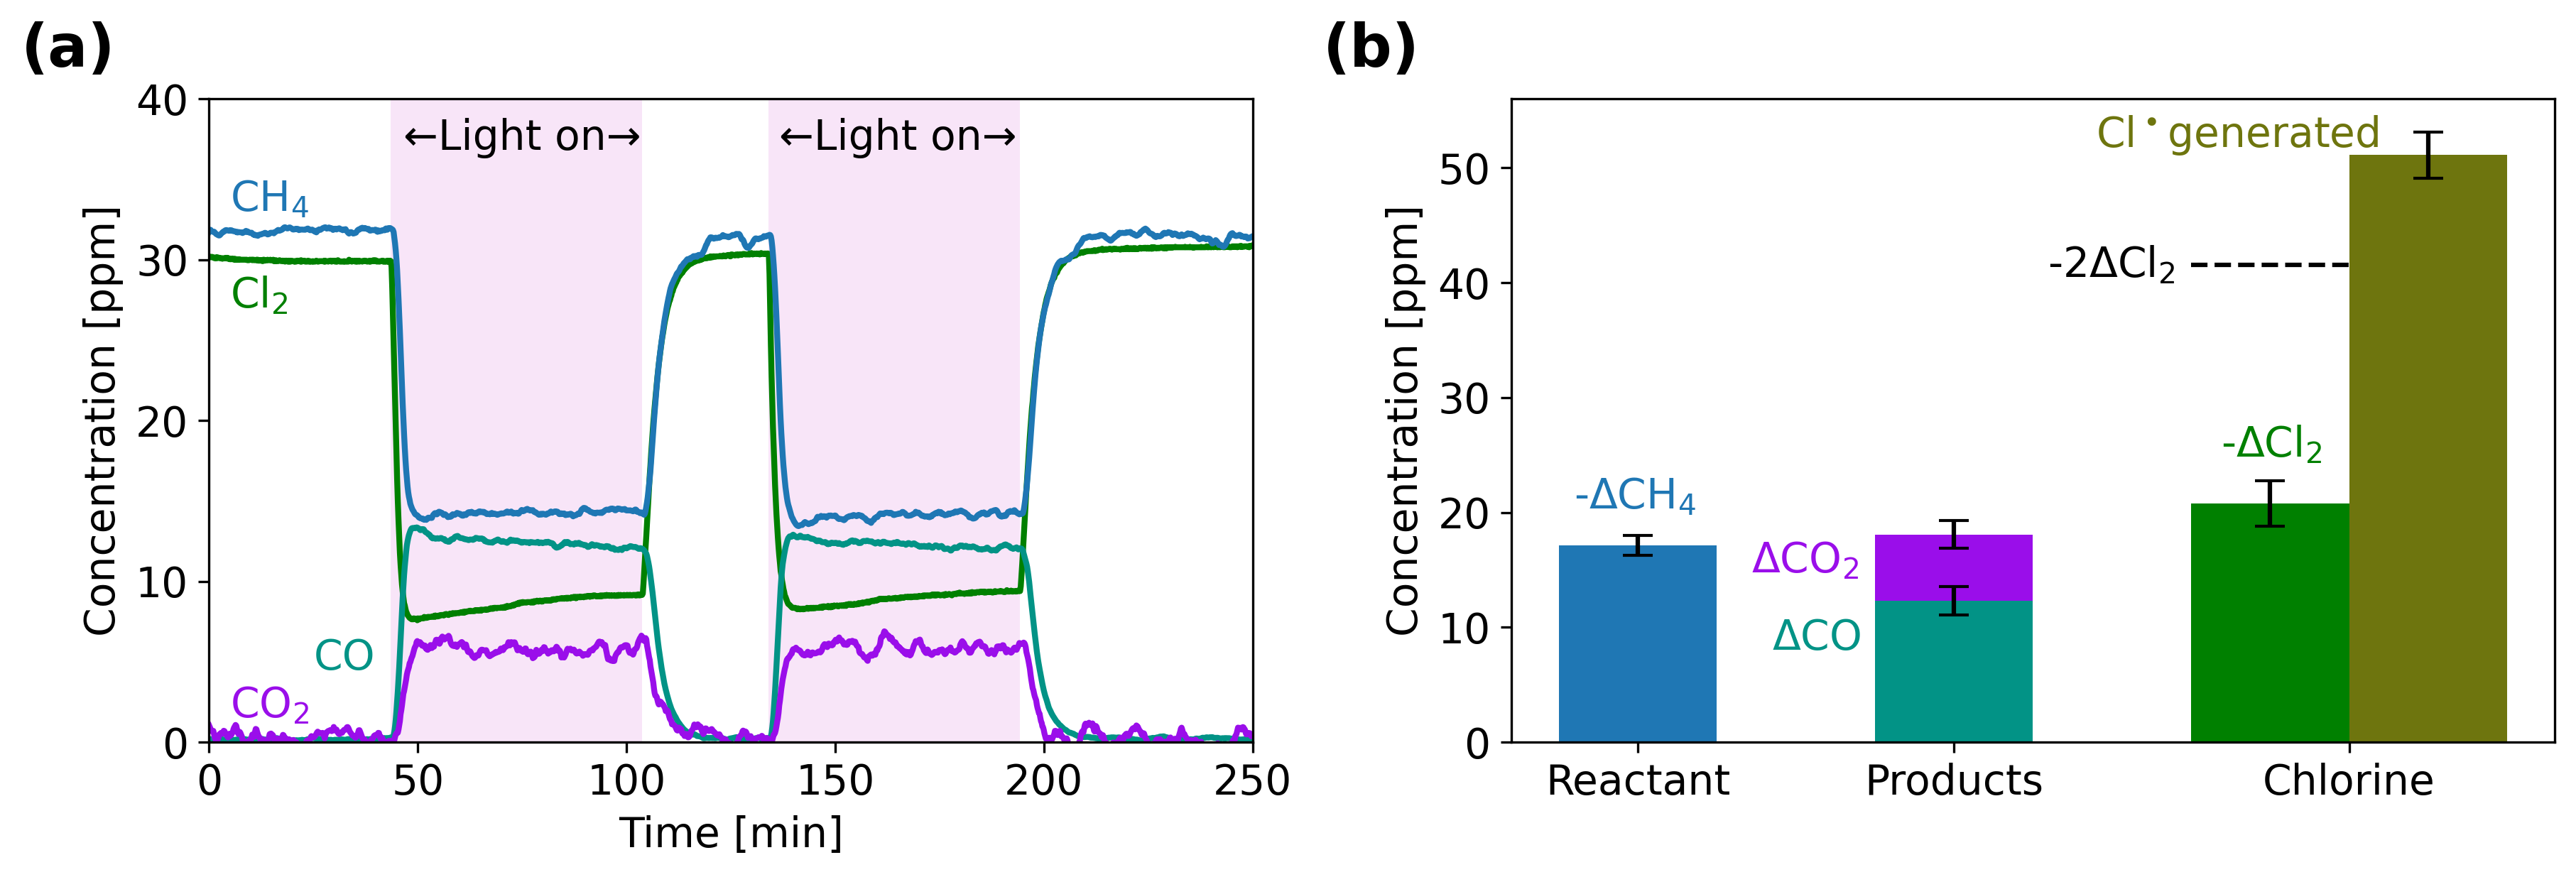 (a)
40
30
20
10
0
Concentration [ppm]
←Light on→
←Light on→
CH₄
Cl₂
CO
CO₂
0
50
100
150
200
250
Time [min]
(b)
50
40
30
20
10
0
Concentration [ppm]
Cl•generated
-2ΔCl₂
-ΔCl₂
-ΔCH₄
ΔCO₂
ΔCO
Reactant
Products
Chlorine